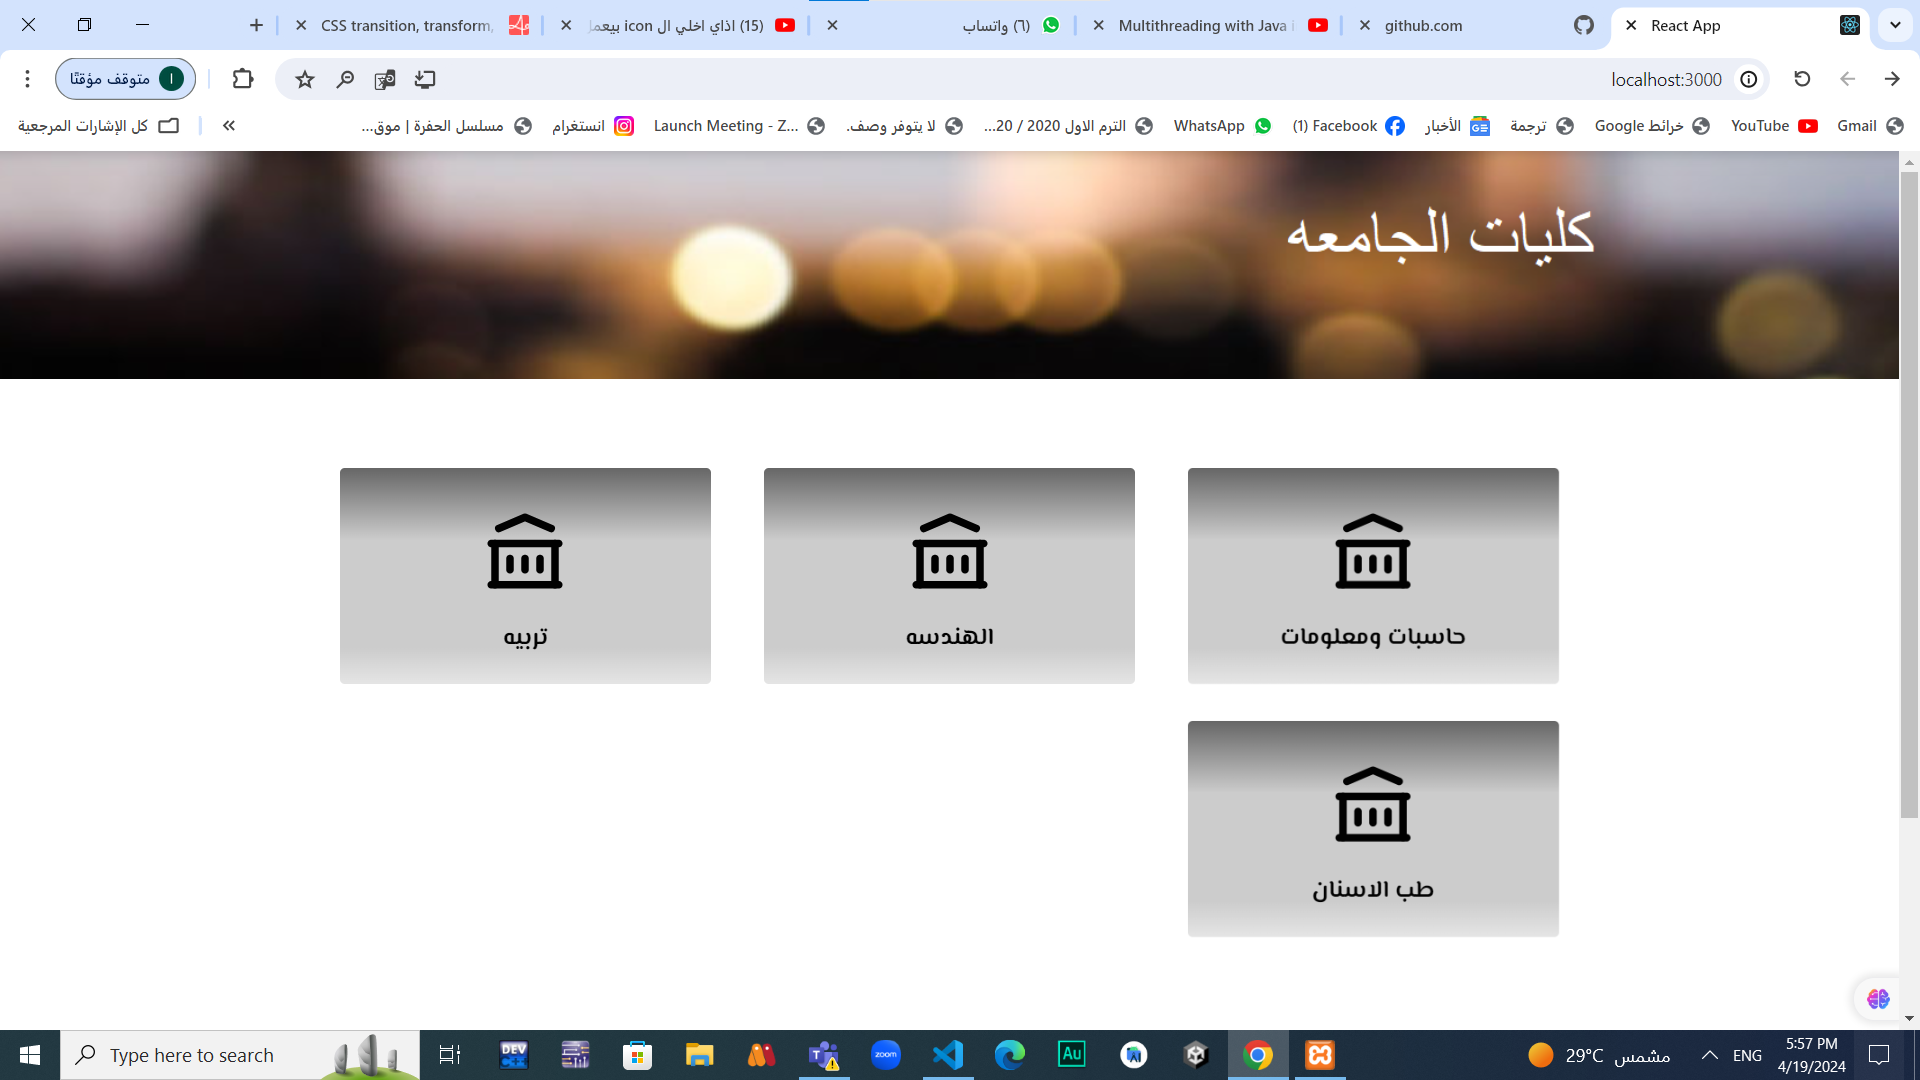 React App
github.com
Multithreading with Java i
(٦) واتساب
(15) اذاي اخلي ال icon بيعمل
CSS transition, transform,
localhost:3000
متوقف مؤقتًا
Gmail
YouTube
خرائط Google
ترجمة
الأخبار
(1) Facebook
WhatsApp
الترم الاول 2020 / 20...
لا يتوفر وصف.
Launch Meeting - Z...
انستغرام
مسلسل الحفرة | موق...
»
كل الإشارات المرجعية
كليات الجامعه
حاسبات ومعلومات
الهندسه
تربيه
طب الاسنان
Type here to search
DEV C++
zoom
Au
29°C مشمس
ENG
5:57 PM
4/19/2024